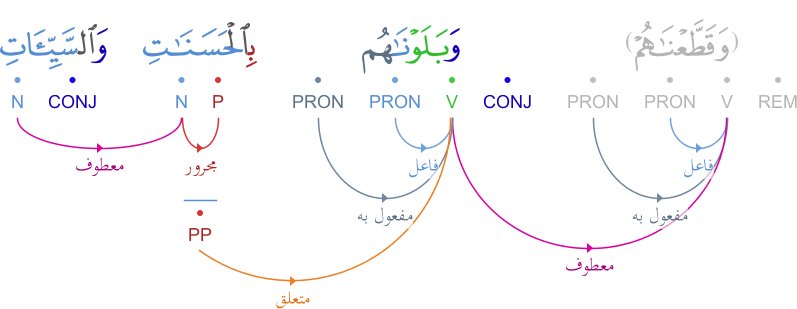 (وَقَطَّعْنَـٰهُمْ) وَبَلَوْنَـٰهُم بِٱلْحَسَنَـٰتِ وَٱلسَّيِّـَٔاتِ
REM V PRON PRON CONJ V PRON PRON P N CONJ N
فاعل فاعل مجرور معطوف
مفعول به مفعول به
PP
معطوف
متعلق